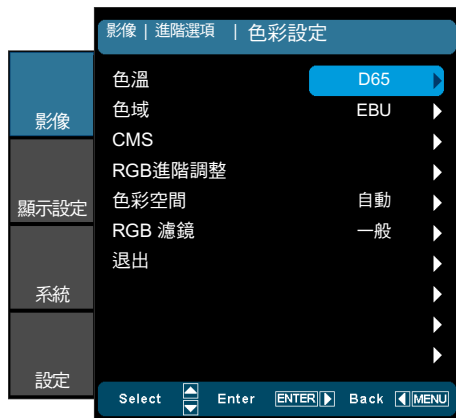 影像 | 進階選項 | 色彩設定
影像
顯示設定
系統
設定
色溫 D65
色域 EBU
CMS
RGB進階調整
色彩空間 自動
RGB 濾鏡 一般
退出
Select Enter ENTER Back MENU